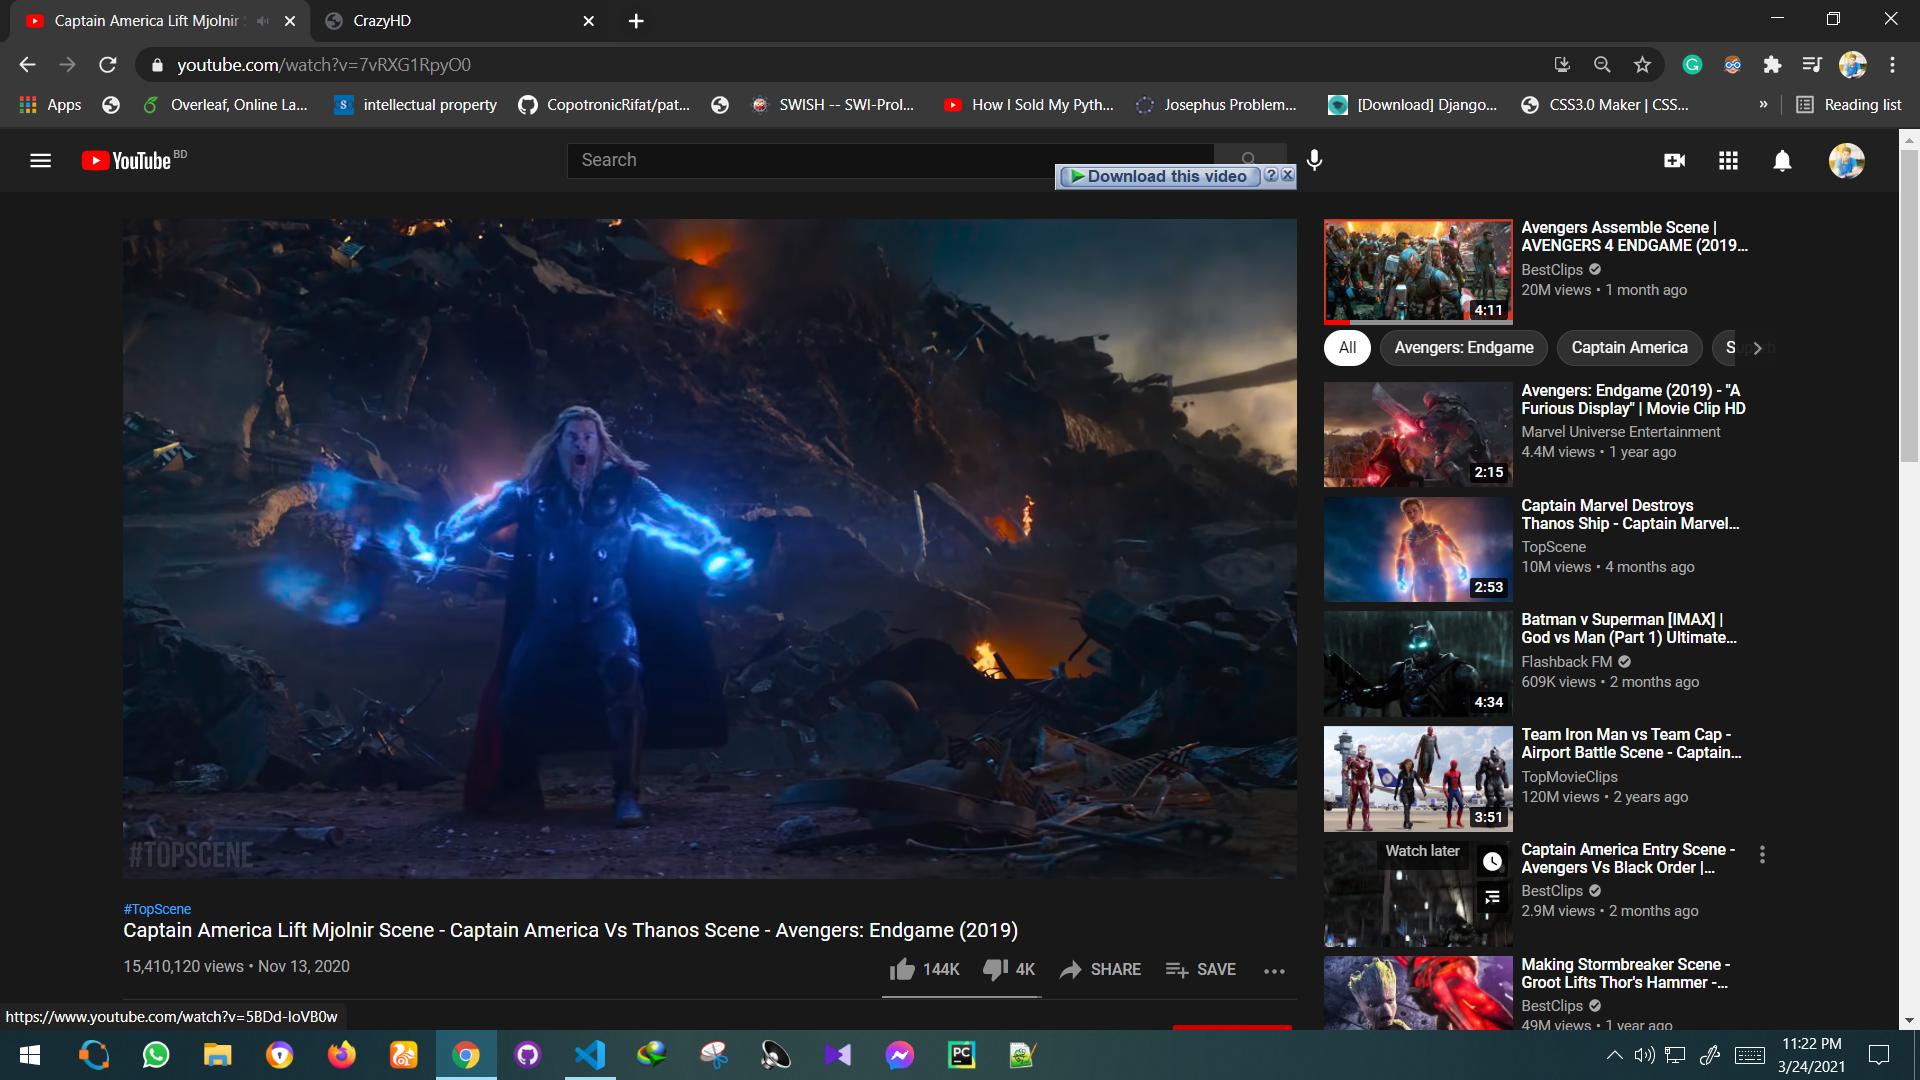 Captain America Lift Mjolnir
CrazyHD
youtube.com/watch?v=7vRXG1RpyO0
Apps
Overleaf, Online La...
intellectual property
CopotronicRifat/pat...
SWISH -- SWI-Prol...
How I Sold My Pyth...
Josephus Problem...
[Download] Django...
CSS3.0 Maker | CSS...
»
Reading list
YouTube BD
Search
Download this video
Avengers Assemble Scene |
AVENGERS 4 ENDGAME (2019...
BestClips
20M views • 1 month ago
4:11
All
Avengers: Endgame
Captain America
Avengers: Endgame (2019) - "A
Furious Display" | Movie Clip HD
Marvel Universe Entertainment
4.4M views • 1 year ago
2:15
Captain Marvel Destroys
Thanos Ship - Captain Marvel...
TopScene
10M views • 4 months ago
2:53
Batman v Superman [IMAX] |
God vs Man (Part 1) Ultimate...
Flashback FM
609K views • 2 months ago
4:34
Team Iron Man vs Team Cap -
Airport Battle Scene - Captain...
TopMovieClips
120M views • 2 years ago
3:51
Watch later
Captain America Entry Scene -
Avengers Vs Black Order |...
BestClips
2.9M views • 2 months ago
Making Stormbreaker Scene -
Groot Lifts Thor's Hammer -...
BestClips
49M views • 1 year ago
#TOPSCENE
#TopScene
Captain America Lift Mjolnir Scene - Captain America Vs Thanos Scene - Avengers: Endgame (2019)
15,410,120 views • Nov 13, 2020
144K
4K
SHARE
SAVE
https://www.youtube.com/watch?v=5BDd-IoVB0w
PC
11:22 PM
3/24/2021